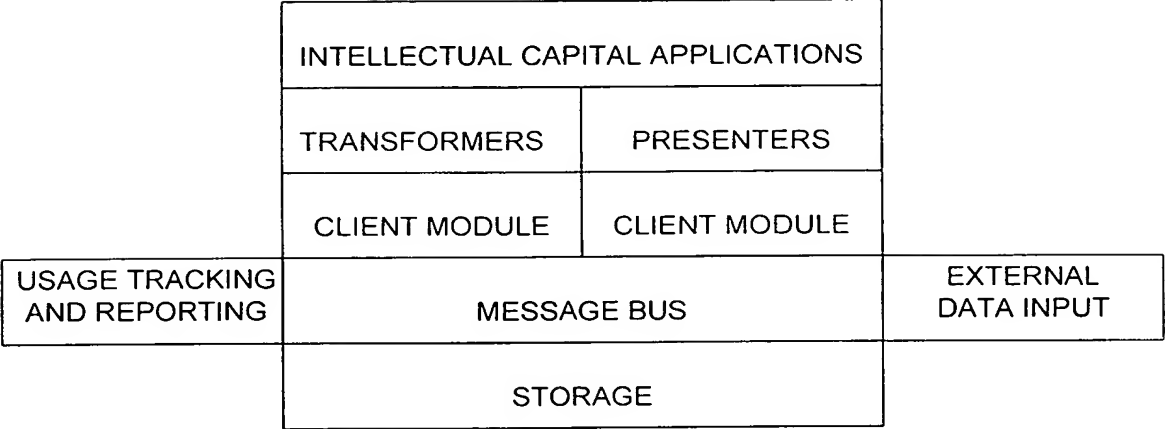 INTELLECTUAL CAPITAL APPLICATIONS
TRANSFORMERS
PRESENTERS
CLIENT MODULE
CLIENT MODULE
USAGE TRACKING
AND REPORTING
MESSAGE BUS
EXTERNAL
DATA INPUT
STORAGE